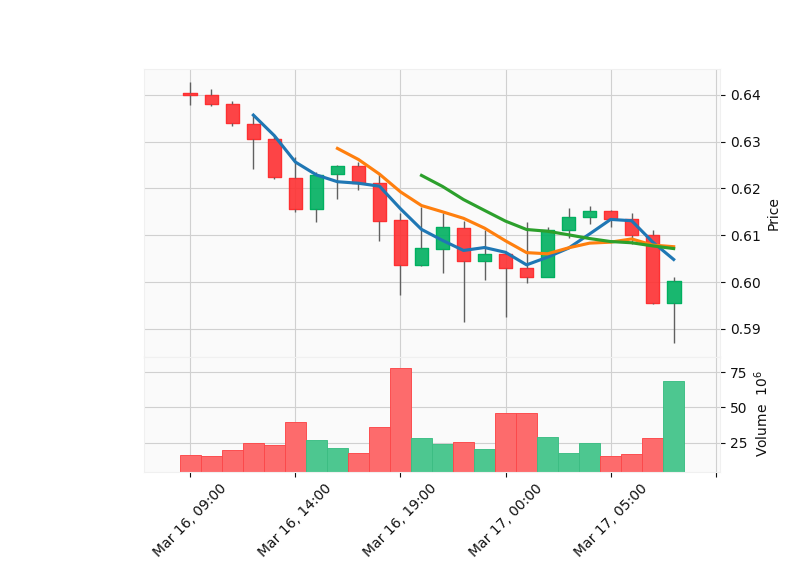 0.64
0.63
0.62
0.61
0.60
0.59
Price
75
50
25
Volume 10⁶
Mar 16, 09:00
Mar 16, 14:00
Mar 16, 19:00
Mar 17, 00:00
Mar 17, 05:00